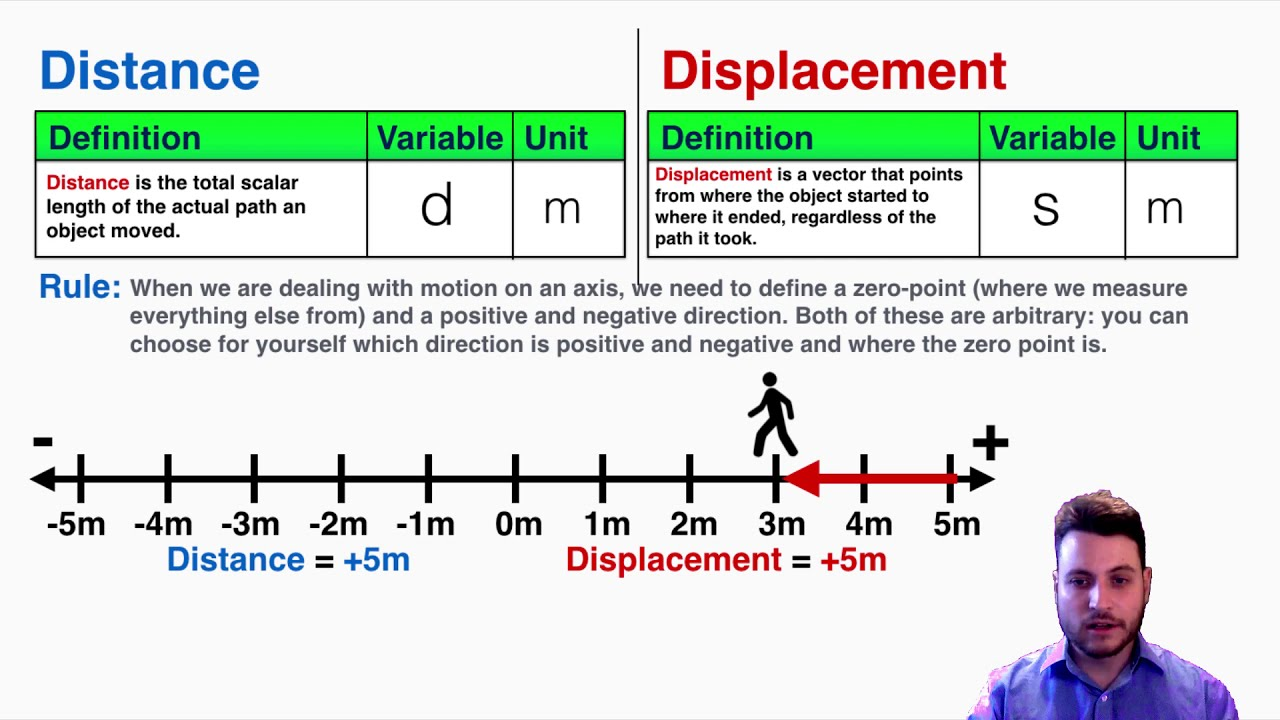 Distance
Definition Variable Unit
Distance is the total scalar
length of the actual path an
object moved.
d
m
Displacement
Definition Variable Unit
Displacement is a vector that points
from where the object started to
where it ended, regardless of the
path it took.
s
m
Rule: When we are dealing with motion on an axis, we need to define a zero-point (where we measure
everything else from) and a positive and negative direction. Both of these are arbitrary: you can
choose for yourself which direction is positive and negative and where the zero point is.
- +
-5m -4m -3m -2m -1m 0m 1m 2m 3m 4m 5m
Distance = +5m Displacement = +5m